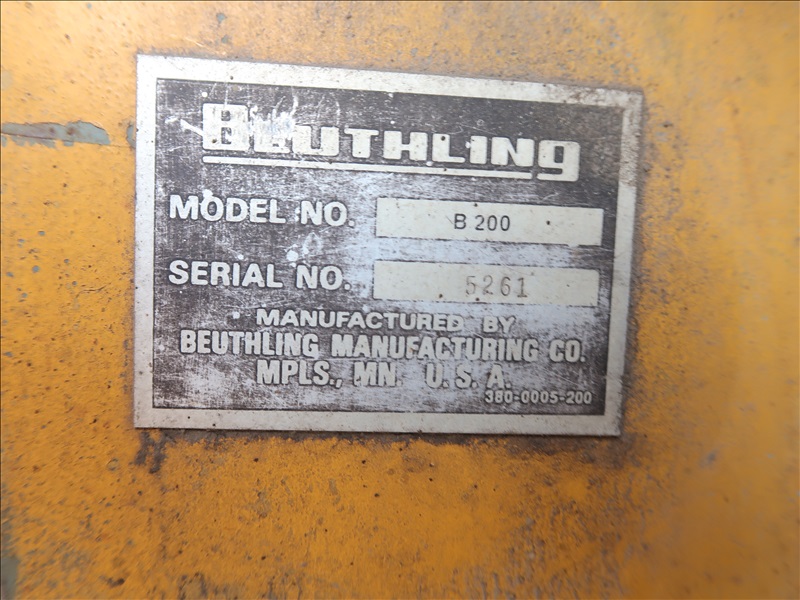 BEUTHLING
MODEL NO. B 200
SERIAL NO. 5261
MANUFACTURED BY
BEUTHLING MANUFACTURING CO.
MPLS., MN. U. S. A.
380-0005-200